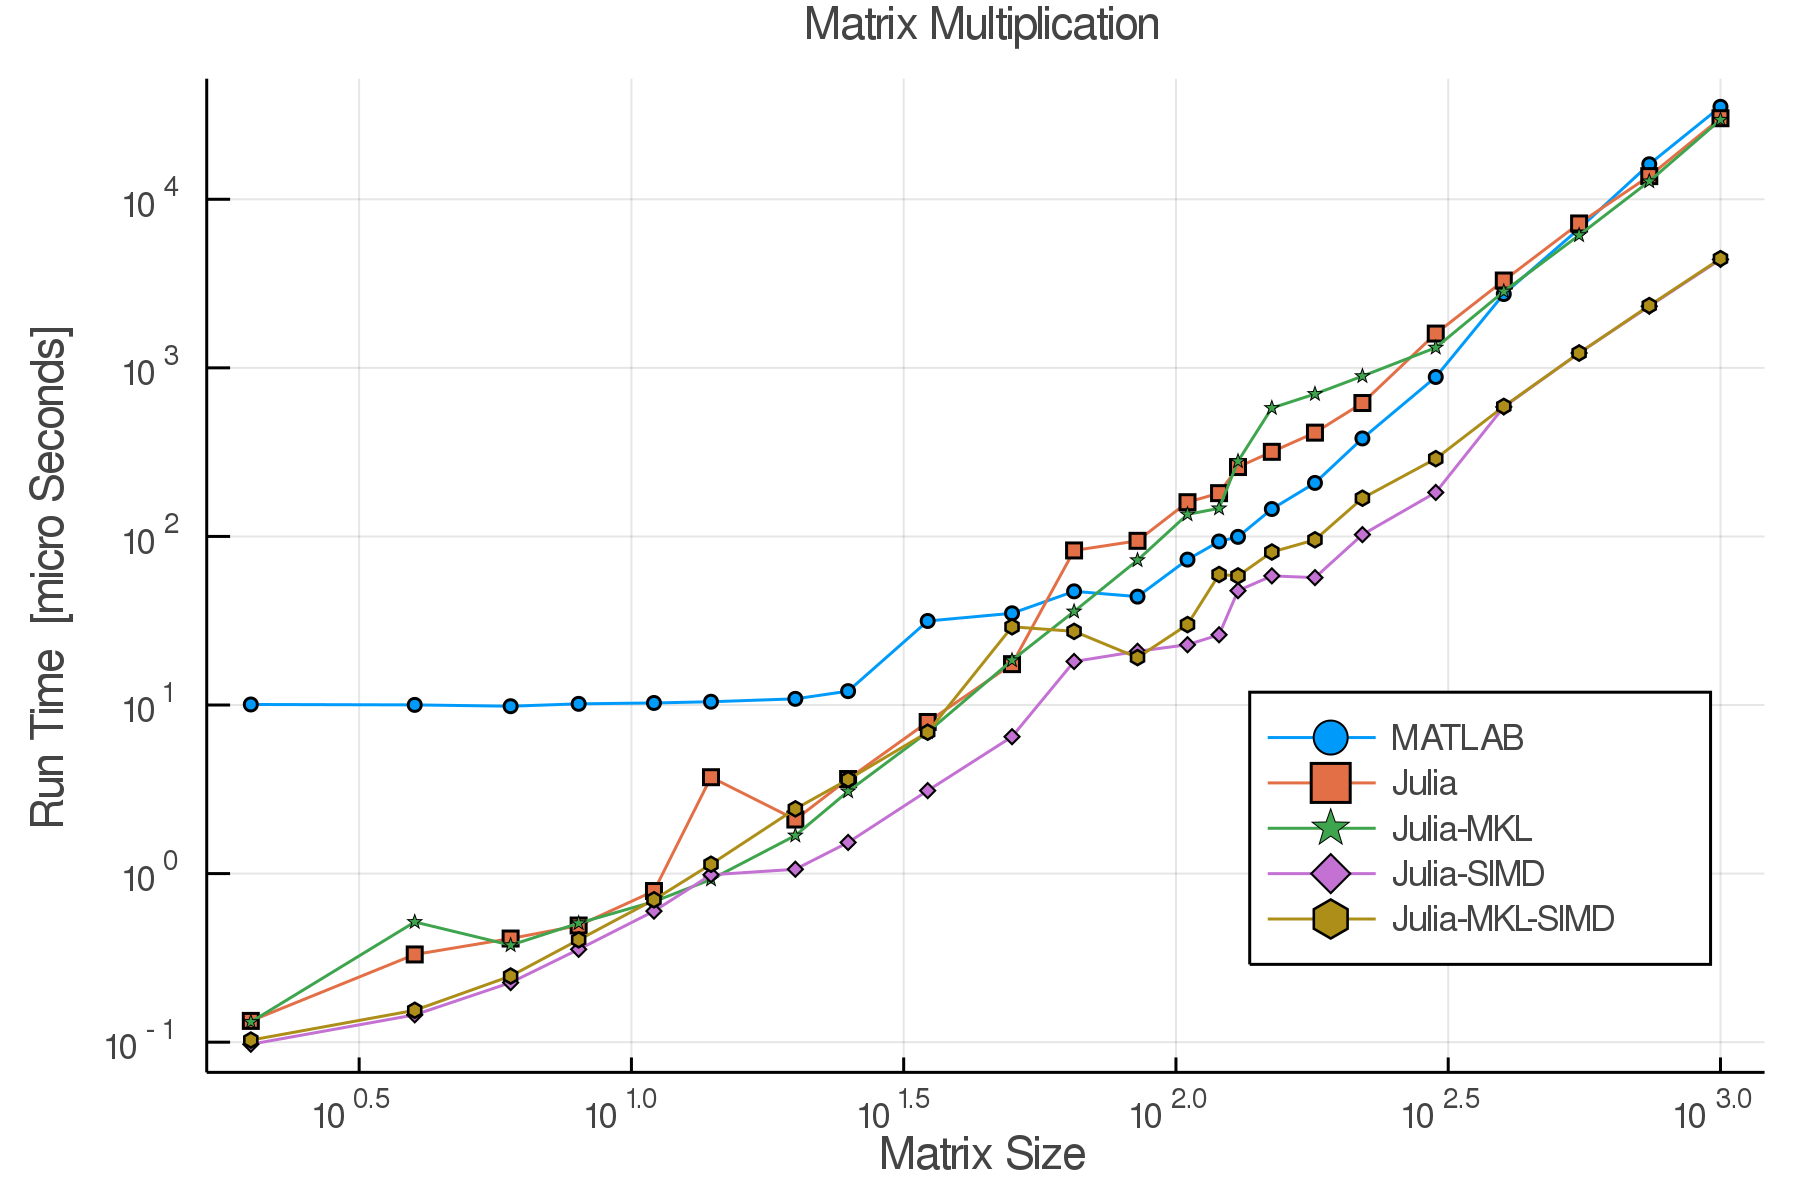 Matrix Multiplication
Run Time [micro Seconds]
10^4
10^3
10^2
10^1
10^0
10^-1
MATLAB
Julia
Julia-MKL
Julia-SIMD
Julia-MKL-SIMD
10^0.5 10^1.0 10^1.5 10^2.0 10^2.5 10^3.0
Matrix Size